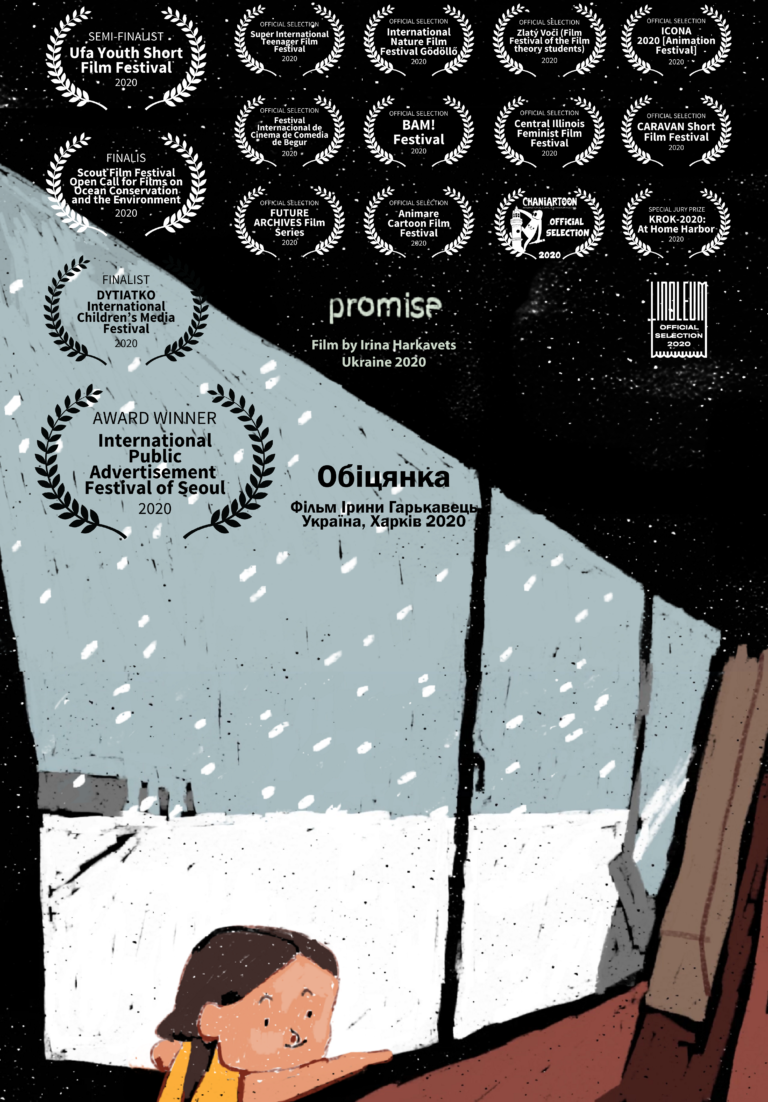 SEMI-FINALIST
Ufa Youth Short
Film Festival
2020
OFFICIAL SELECTION
Super International
Teenager Film
Festival
2020
OFFICIAL SELECTION
International
Nature Film
Festival Gödöllő
2020
OFFICIAL SELECTION
Zlatý Voči (Film
Festival of the Film
theory students)
2020
OFFICIAL SELECTION
ICONA
2020 [Animation
Festival]
2020
FINALIS
Scout Film Festival
Open Call for Films on
Ocean Conservation
and the Environment
2020
OFFICIAL SELECTION
Festival
Internacional de
Cinema de Comedia
de Begur
2020
OFFICIAL SELECTION
BAM!
Festival
2020
OFFICIAL SELECTION
Central Illinois
Feminist Film
Festival
2020
OFFICIAL SELECTION
CARAVAN Short
Film Festival
2020
OFFICIAL SELECTION
FUTURE
ARCHIVES Film
Series
2020
OFFICIAL SELECTION
Animare
Cartoon Film
Festival
2020
CHANIARTOON
OFFICIAL
SELECTION
2020
SPECIAL JURY PRIZE
KROK-2020:
At Home Harbor
2020
FINALIST
DYTIATKO
International
Children's Media
Festival
2020
promise
Film by Irina Harkavets
Ukraine 2020
LINOLEUM
OFFICIAL
SELECTION
2020
AWARD WINNER
International
Public
Advertisement
Festival of Seoul
2020
Обіцянка
Фільм Ірини Гарькавець
Україна, Харків 2020